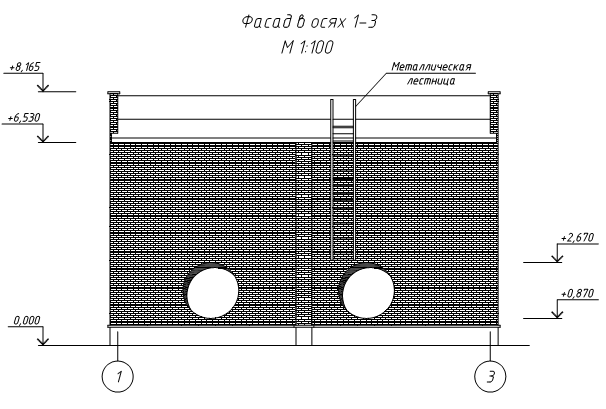 Фасад в осях 1-3
М 1:100
+8,165
Металлическая
лестница
+6,530
+2,670
+0,870
0,000
1
3